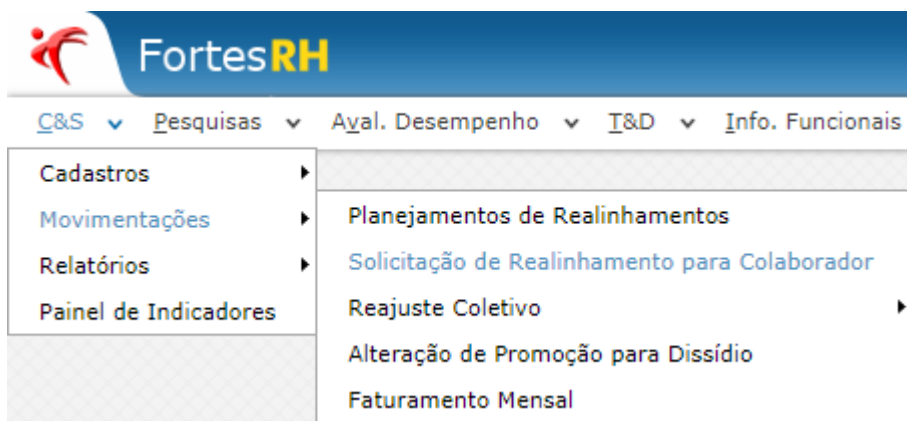 FortesRH
C&S Pesquisas Aval. Desempenho T&D Info. Funcionais
Cadastros
Movimentações
Relatórios
Painel de Indicadores
Planejamentos de Realinhamentos
Solicitação de Realinhamento para Colaborador
Reajuste Coletivo
Alteração de Promoção para Dissídio
Faturamento Mensal